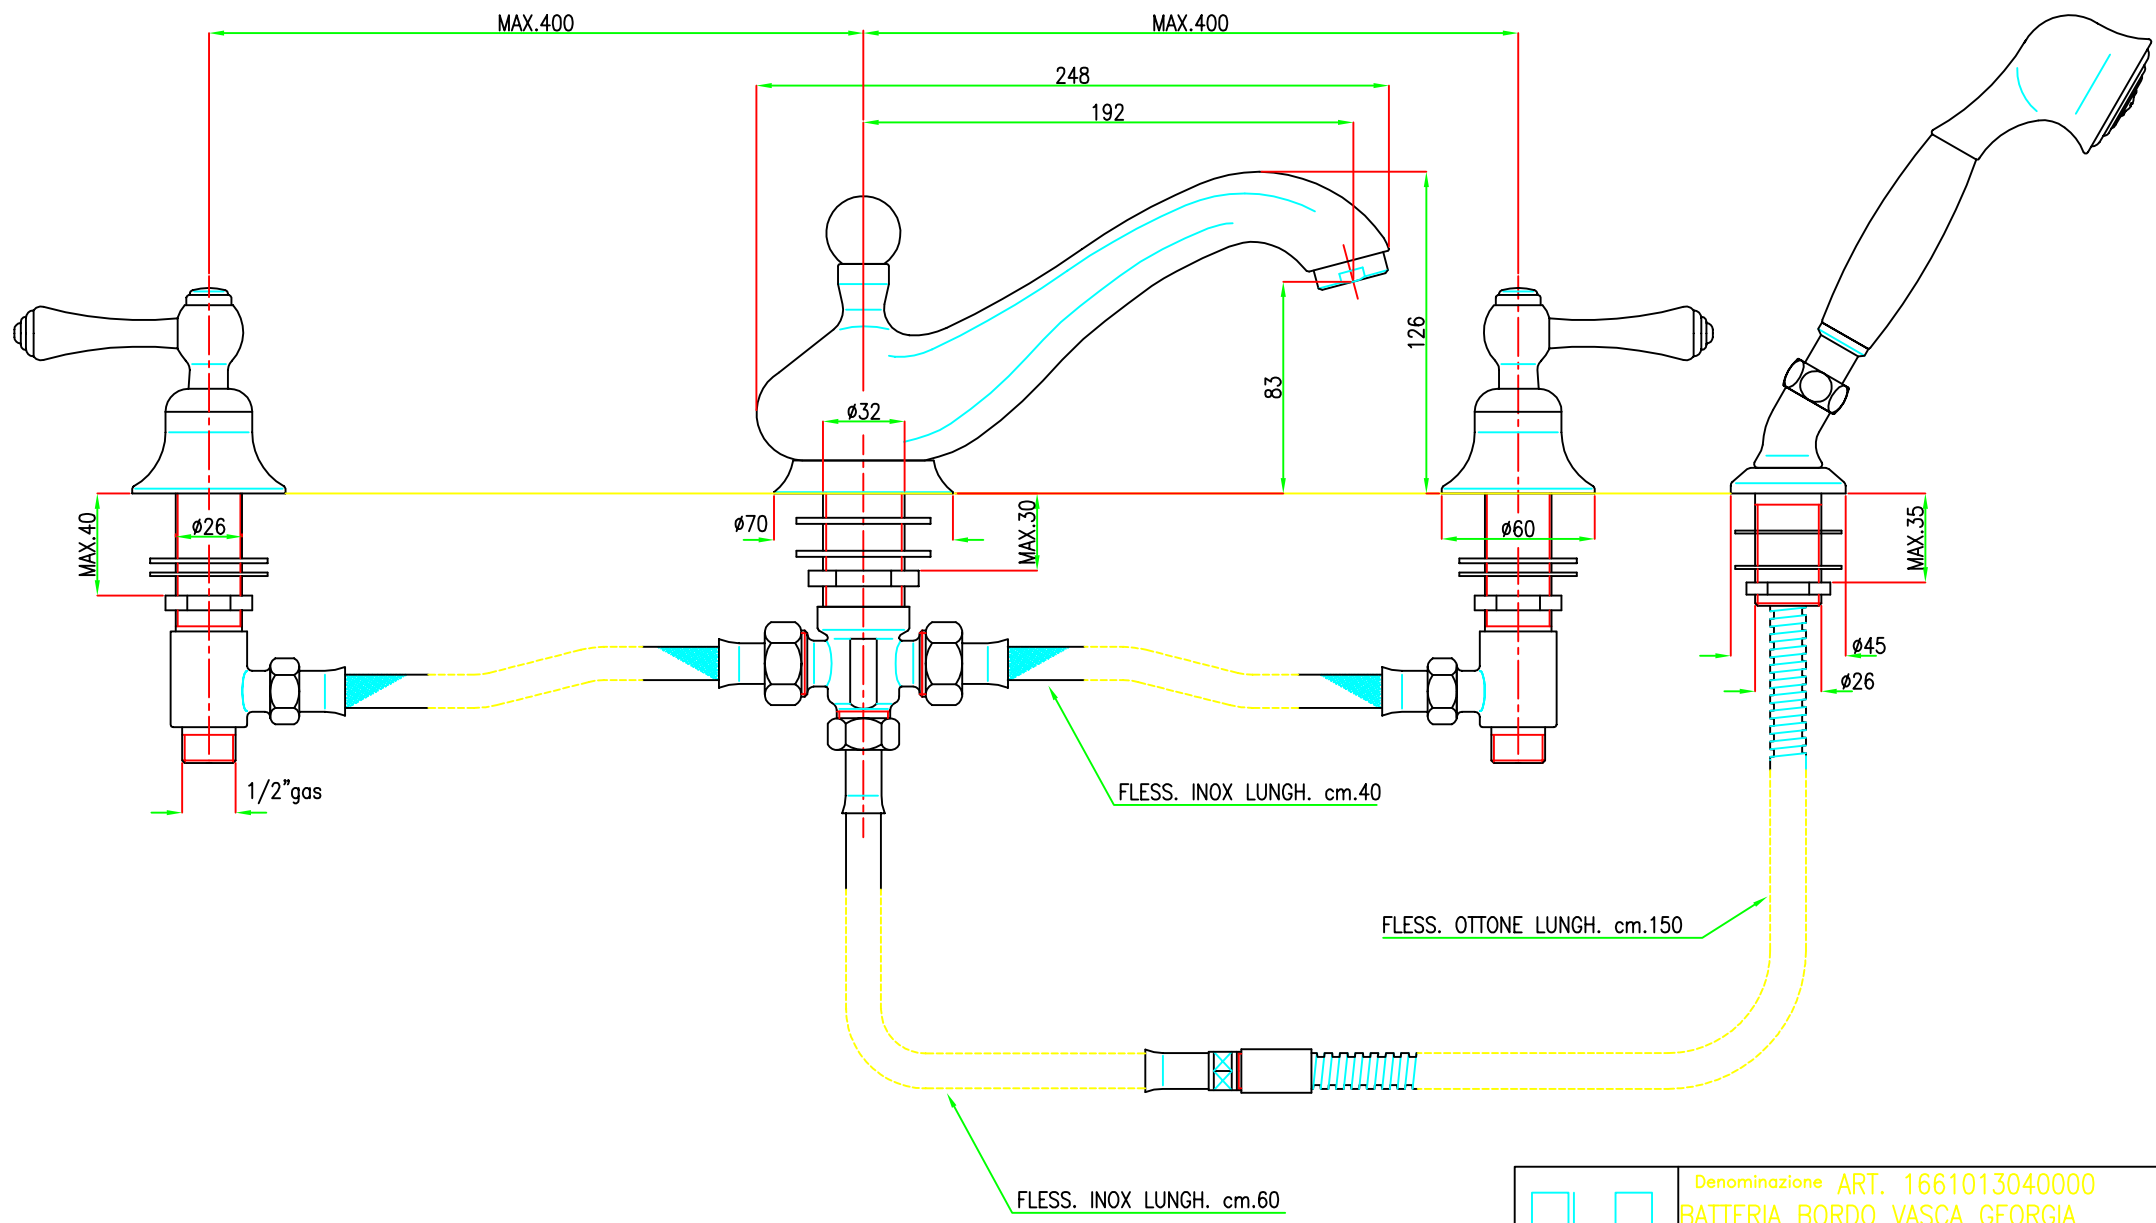 MAX.400
MAX.400
248
192
126
83
ø32
MAX.40
ø26
ø70
MAX.30
ø60
MAX.35
ø45
ø26
1/2"gas
FLESS. INOX LUNGH. cm.40
FLESS. OTTONE LUNGH. cm.150
FLESS. INOX LUNGH. cm.60
Denominazione ART. 1661013040000
BATTERIA BORDO VASCA GEORGIA